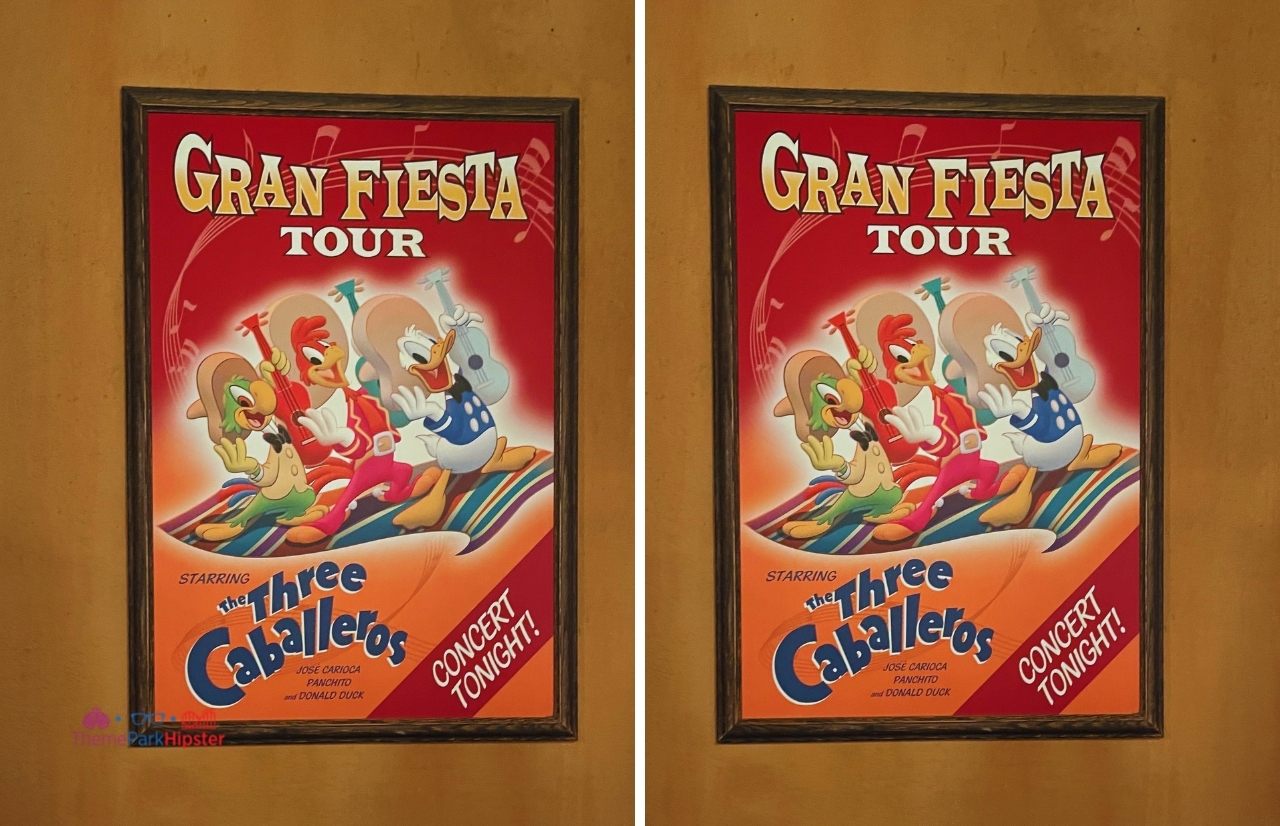 GRAN FIESTA
TOUR
STARRING
The Three
Caballeros
JOSÉ CARIOCA
PANCHITO
and DONALD DUCK
CONCERT
TONIGHT!
ThemeParkHipster
GRAN FIESTA
TOUR
STARRING
The Three
Caballeros
JOSÉ CARIOCA
PANCHITO
and DONALD DUCK
CONCERT
TONIGHT!